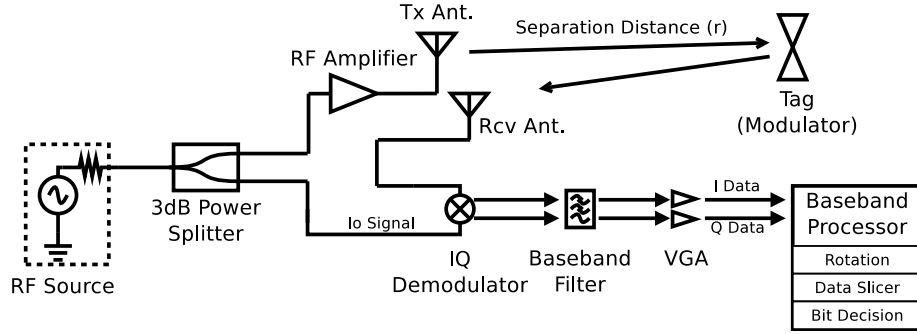 Tx Ant.
Separation Distance (r)
RF Amplifier
Rcv Ant.
Tag
(Modulator)
3dB Power
Splitter
RF Source
Io Signal
IQ
Demodulator
Baseband
Filter
VGA
I Data
Q Data
Baseband
Processor
Rotation
Data Slicer
Bit Decision